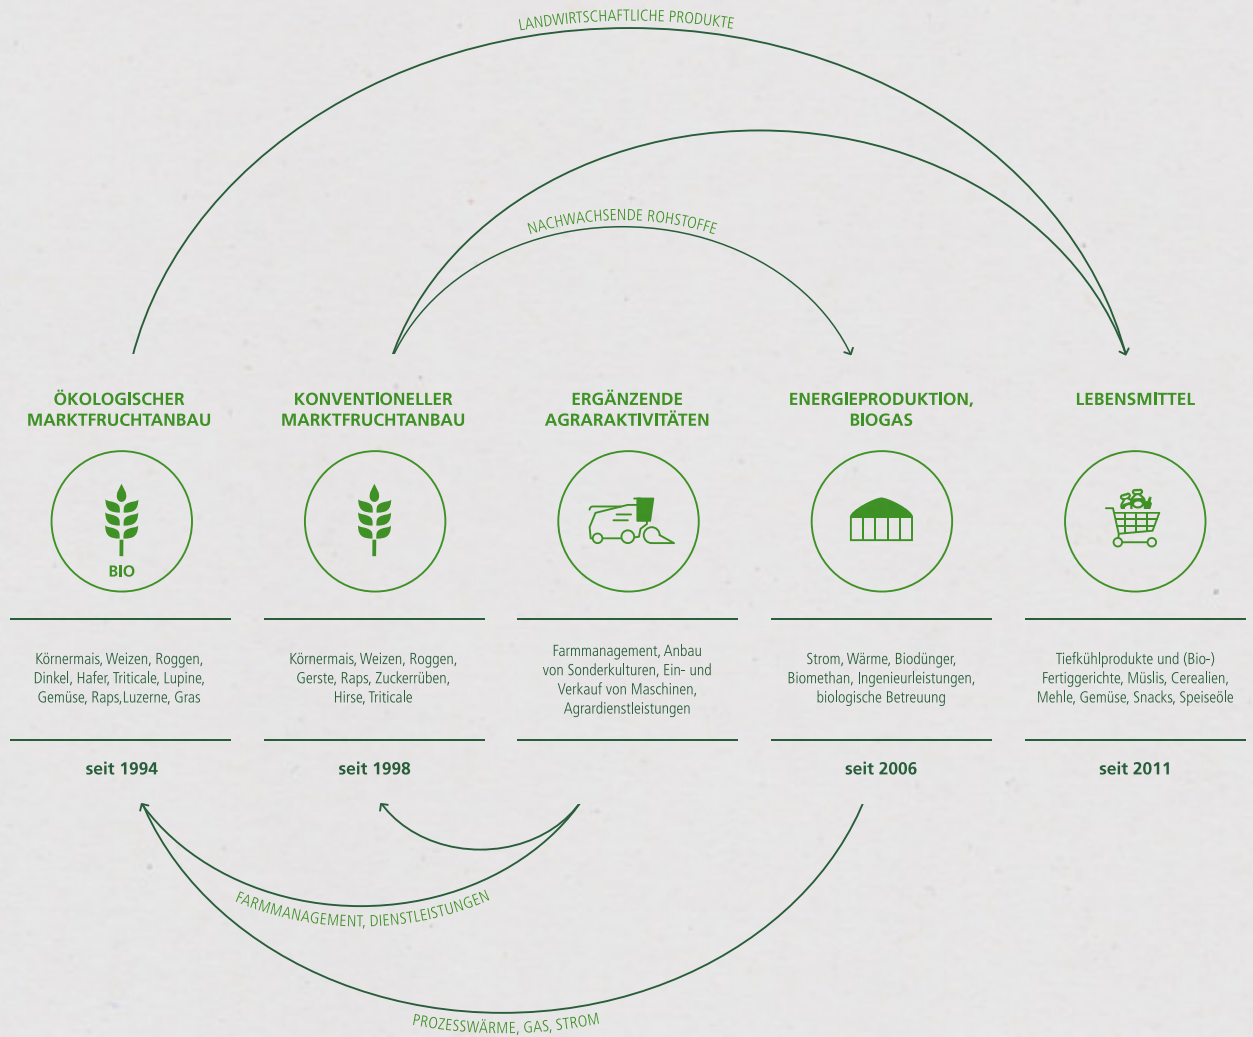 LANDWIRTSCHAFTLICHE PRODUKTE
NACHWACHSENDE ROHSTOFFE
ÖKOLOGISCHER
MARKTFRUCHTANBAU
BIO
Körnermais, Weizen, Roggen,
Dinkel, Hafer, Triticale, Lupine,
Gemüse, Raps,Luzerne, Gras
seit 1994
KONVENTIONELLER
MARKTFRUCHTANBAU
Körnermais, Weizen, Roggen,
Gerste, Raps, Zuckerrüben,
Hirse, Triticale
seit 1998
ERGÄNZENDE
AGRARAKTIVITÄTEN
Farmmanagement, Anbau
von Sonderkulturen, Ein- und
Verkauf von Maschinen,
Agrardienstleistungen
ENERGIEPRODUKTION,
BIOGAS
Strom, Wärme, Biodünger,
Biomethan, Ingenieurleistungen,
biologische Betreuung
seit 2006
LEBENSMITTEL
Tiefkühlprodukte und (Bio-)
Fertiggerichte, Müslis, Cerealien,
Mehle, Gemüse, Snacks, Speiseöle
seit 2011
FARMMANAGEMENT, DIENSTLEISTUNGEN
PROZESSWÄRME, GAS, STROM